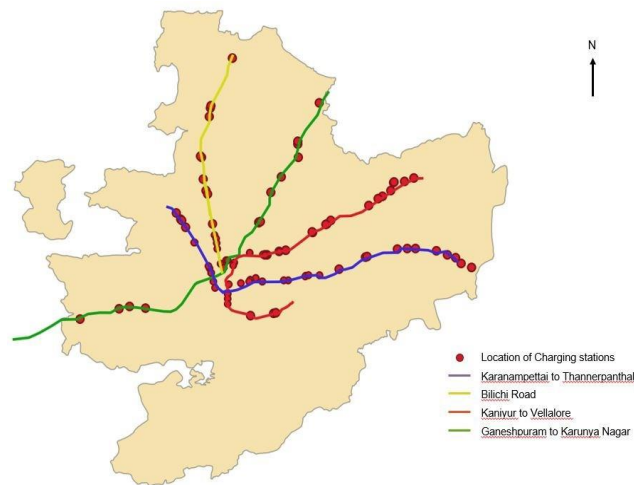 N
Location of Charging stations
Karanampettai to Thannerpanthal
Bilichi Road
Kaniyur to Vellalore
Ganeshpuram to Karunya Nagar